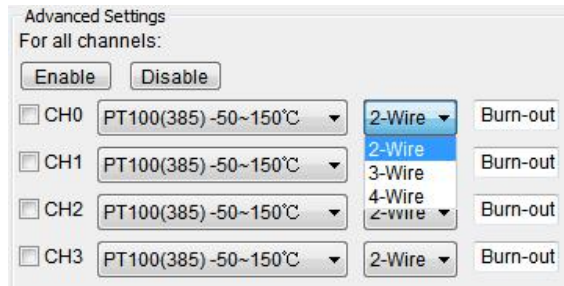 Advanced Settings
For all channels:
Enable Disable
CH0 PT100(385) -50~150℃ 2-Wire Burn-out
2-Wire
CH1 PT100(385) -50~150℃ 3-Wire Burn-out
4-Wire
CH2 PT100(385) -50~150℃ 2-Wire Burn-out
CH3 PT100(385) -50~150℃ 2-Wire Burn-out